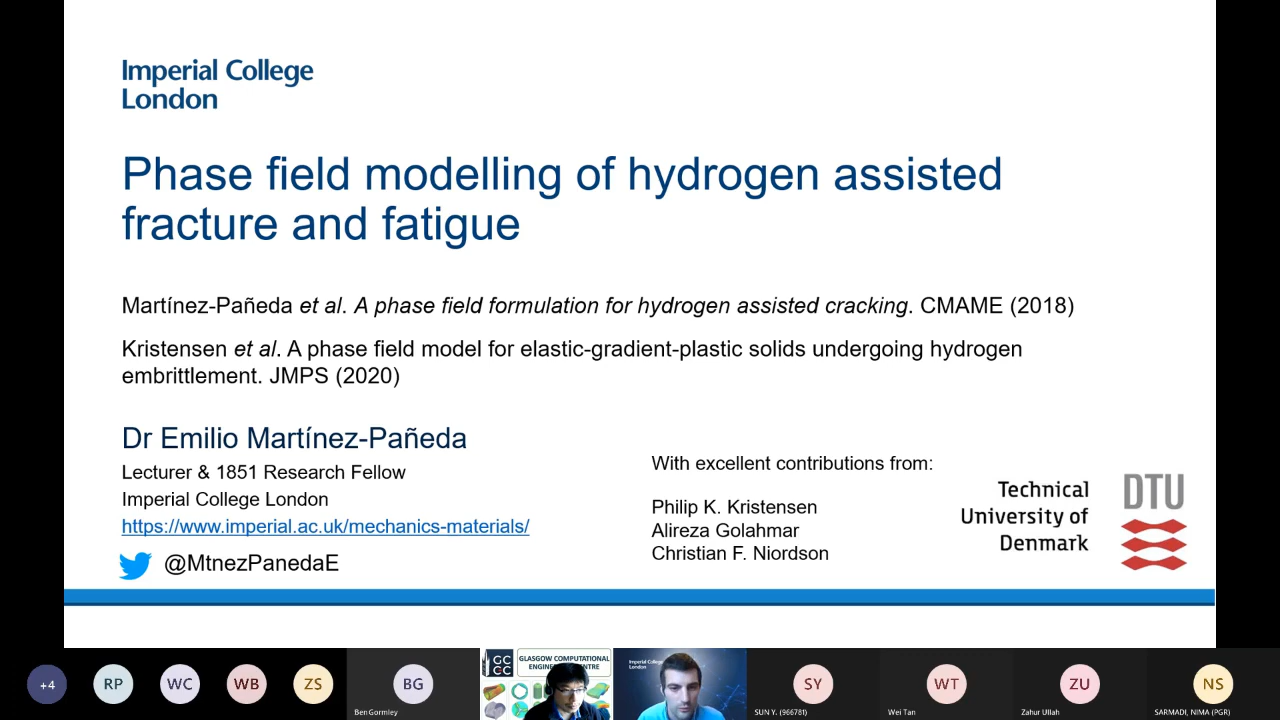 Imperial College
London
Phase field modelling of hydrogen assisted
fracture and fatigue
Martínez-Pañeda et al. A phase field formulation for hydrogen assisted cracking. CMAME (2018)
Kristensen et al. A phase field model for elastic-gradient-plastic solids undergoing hydrogen
embrittlement. JMPS (2020)
Dr Emilio Martínez-Pañeda
Lecturer & 1851 Research Fellow
Imperial College London
https://www.imperial.ac.uk/mechanics-materials/
@MtnezPanedaE
With excellent contributions from:
Philip K. Kristensen
Alireza Golahmar
Christian F. Niordson
Technical
University of
Denmark
DTU
+4
RP
WC
WB
ZS
BG
Ben Gormley
GLASGOW COMPUTATIONAL
Imperial College
London
SY
SUN Y. (966781)
WT
Wei Tan
ZU
Zahur Ullah
NS
SARMADI, NIMA (PGR)